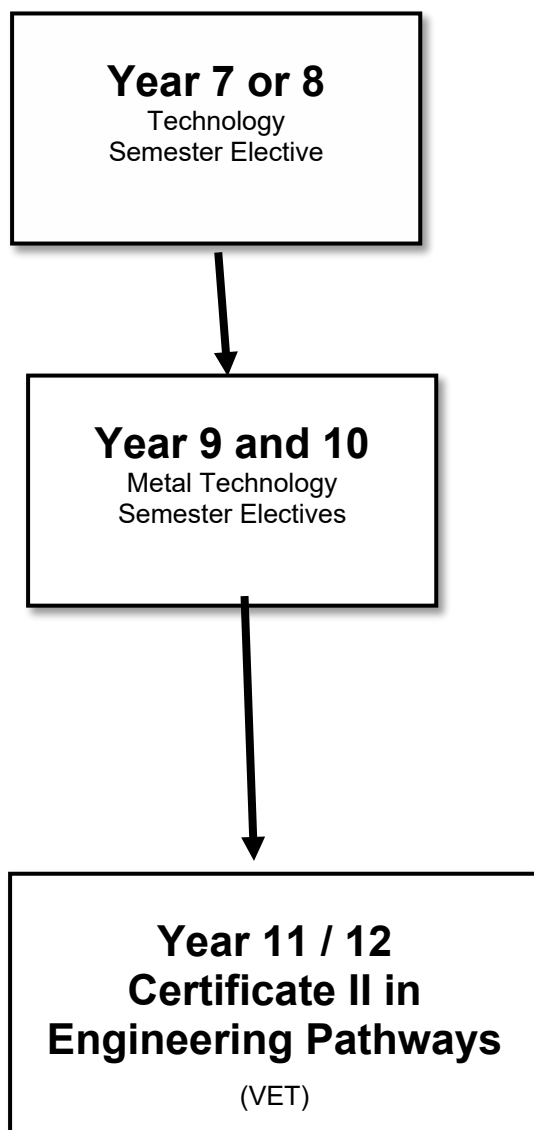 Year 7 or 8
Technology
Semester Elective
Year 9 and 10
Metal Technology
Semester Electives
Year 11 / 12
Certificate II in
Engineering Pathways
(VET)